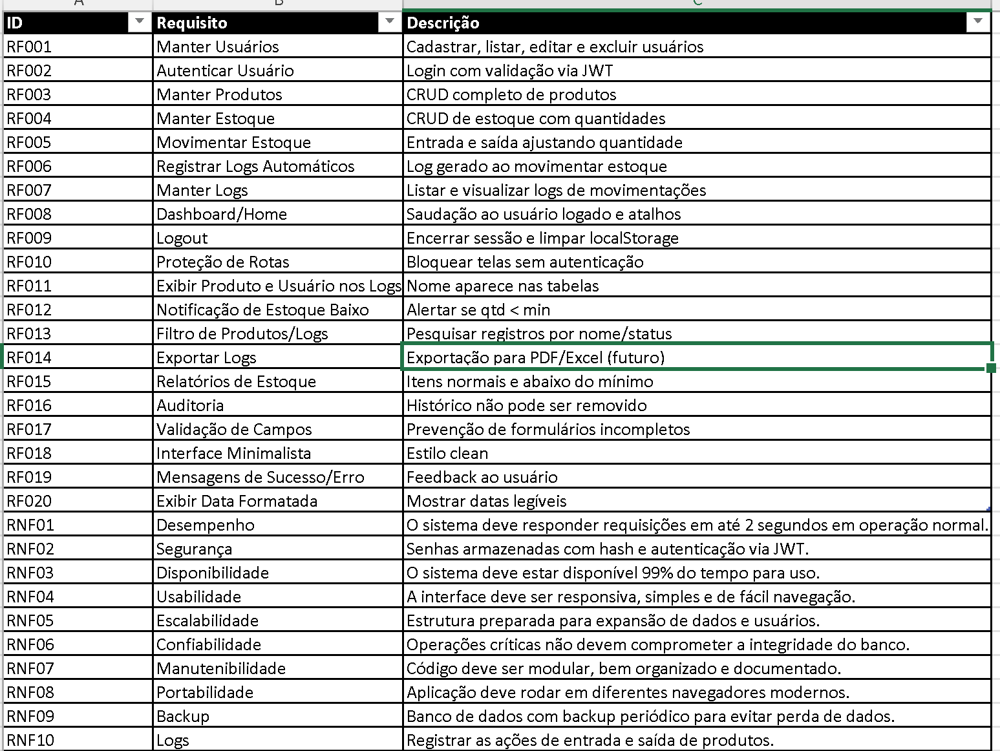 A B C
ID Requisito Descrição
RF001 Manter Usuários Cadastrar, listar, editar e excluir usuários
RF002 Autenticar Usuário Login com validação via JWT
RF003 Manter Produtos CRUD completo de produtos
RF004 Manter Estoque CRUD de estoque com quantidades
RF005 Movimentar Estoque Entrada e saída ajustando quantidade
RF006 Registrar Logs Automáticos Log gerado ao movimentar estoque
RF007 Manter Logs Listar e visualizar logs de movimentações
RF008 Dashboard/Home Saudação ao usuário logado e atalhos
RF009 Logout Encerrar sessão e limpar localStorage
RF010 Proteção de Rotas Bloquear telas sem autenticação
RF011 Exibir Produto e Usuário nos Logs Nome aparece nas tabelas
RF012 Notificação de Estoque Baixo Alertar se qtd < min
RF013 Filtro de Produtos/Logs Pesquisar registros por nome/status
RF014 Exportar Logs Exportação para PDF/Excel (futuro)
RF015 Relatórios de Estoque Itens normais e abaixo do mínimo
RF016 Auditoria Histórico não pode ser removido
RF017 Validação de Campos Prevenção de formulários incompletos
RF018 Interface Minimalista Estilo clean
RF019 Mensagens de Sucesso/Erro Feedback ao usuário
RF020 Exibir Data Formatada Mostrar datas legíveis
RNF01 Desempenho O sistema deve responder requisições em até 2 segundos em operação normal.
RNF02 Segurança Senhas armazenadas com hash e autenticação via JWT.
RNF03 Disponibilidade O sistema deve estar disponível 99% do tempo para uso.
RNF04 Usabilidade A interface deve ser responsiva, simples e de fácil navegação.
RNF05 Escalabilidade Estrutura preparada para expansão de dados e usuários.
RNF06 Confiabilidade Operações críticas não devem comprometer a integridade do banco.
RNF07 Manutenibilidade Código deve ser modular, bem organizado e documentado.
RNF08 Portabilidade Aplicação deve rodar em diferentes navegadores modernos.
RNF09 Backup Banco de dados com backup periódico para evitar perda de dados.
RNF10 Logs Registrar as ações de entrada e saída de produtos.